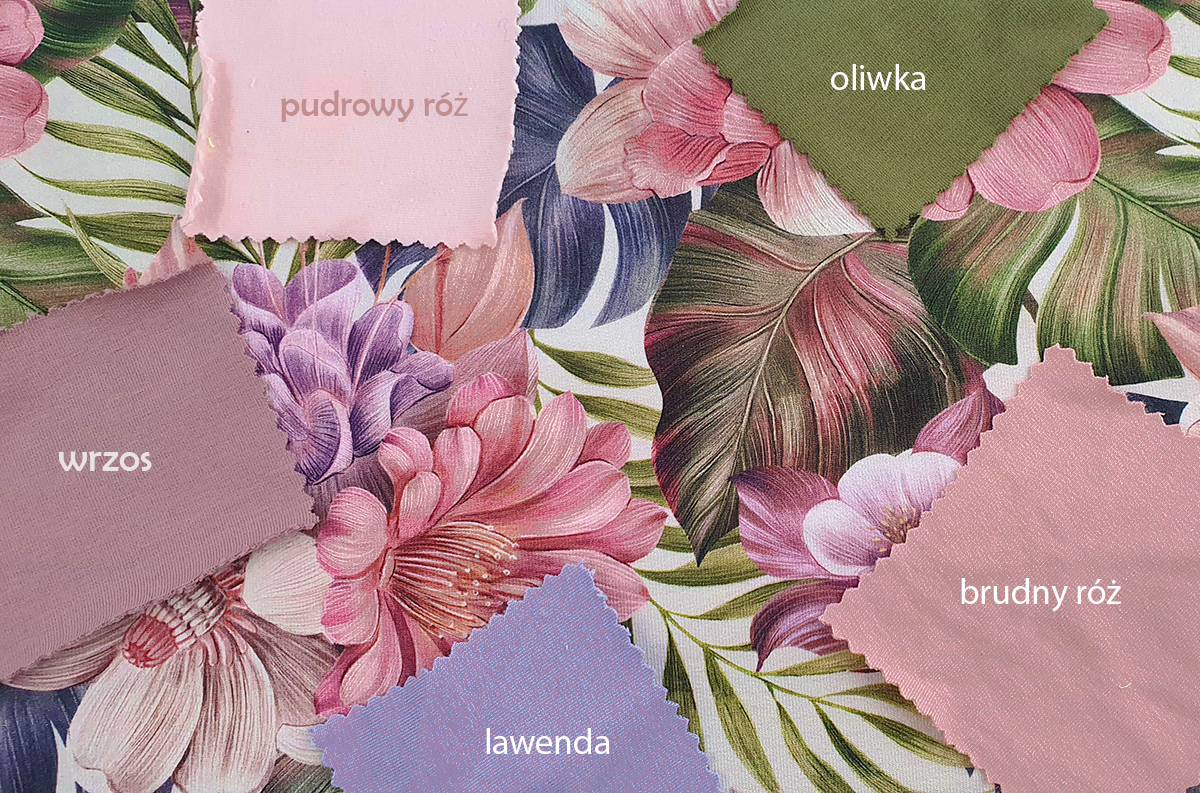 pudrowy róż
oliwka
wrzos
brudny róż
lawenda